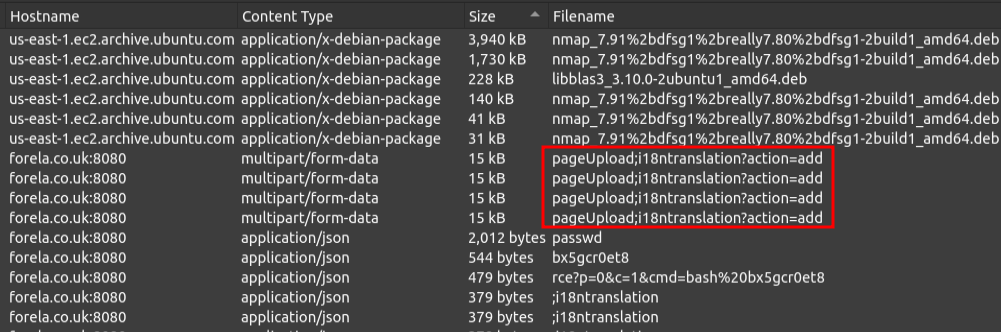 Hostname Content Type Size Filename
us-east-1.ec2.archive.ubuntu.com application/x-debian-package 3,940 kB nmap_7.91%2bdfsg1%2breally7.80%2bdfsg1-2build1_amd64.deb
us-east-1.ec2.archive.ubuntu.com application/x-debian-package 1,730 kB nmap_7.91%2bdfsg1%2breally7.80%2bdfsg1-2build1_amd64.deb
us-east-1.ec2.archive.ubuntu.com application/x-debian-package 228 kB libblas3_3.10.0-2ubuntu1_amd64.deb
us-east-1.ec2.archive.ubuntu.com application/x-debian-package 140 kB nmap_7.91%2bdfsg1%2breally7.80%2bdfsg1-2build1_amd64.deb
us-east-1.ec2.archive.ubuntu.com application/x-debian-package 41 kB nmap_7.91%2bdfsg1%2breally7.80%2bdfsg1-2build1_amd64.deb
us-east-1.ec2.archive.ubuntu.com application/x-debian-package 31 kB nmap_7.91%2bdfsg1%2breally7.80%2bdfsg1-2build1_amd64.deb
forela.co.uk:8080 multipart/form-data 15 kB pageUpload;i18ntranslation?action=add
forela.co.uk:8080 multipart/form-data 15 kB pageUpload;i18ntranslation?action=add
forela.co.uk:8080 multipart/form-data 15 kB pageUpload;i18ntranslation?action=add
forela.co.uk:8080 multipart/form-data 15 kB pageUpload;i18ntranslation?action=add
forela.co.uk:8080 application/json 2,012 bytes passwd
forela.co.uk:8080 application/json 544 bytes bx5gcr0et8
forela.co.uk:8080 application/json 479 bytes rce?p=0&c=1&cmd=bash%20bx5gcr0et8
forela.co.uk:8080 application/json 379 bytes ;i18ntranslation
forela.co.uk:8080 application/json 379 bytes ;i18ntranslation